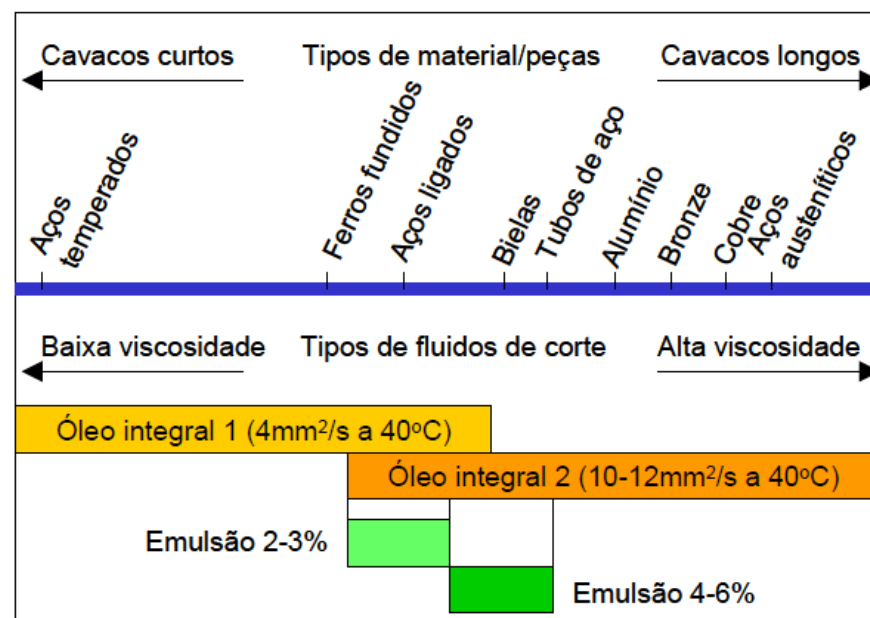 Cavacos curtos
Tipos de material/peças
Cavacos longos
Aços
temperados
Ferros fundidos
Aços ligados
Bielas
Tubos de aço
Alumínio
Bronze
Cobre
Aços
austeníticos
Baixa viscosidade
Tipos de fluidos de corte
Alta viscosidade
Óleo integral 1 (4mm²/s a 40ºC)
Óleo integral 2 (10-12mm²/s a 40ºC)
Emulsão 2-3%
Emulsão 4-6%